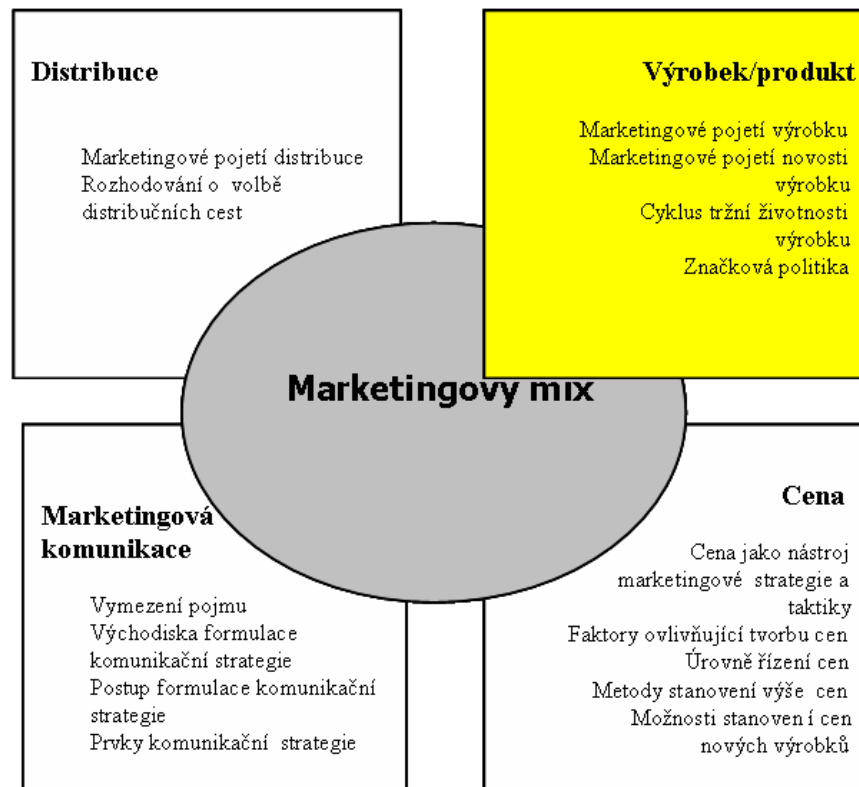 Distribuce
Marketingové pojetí distribuce
Rozhodování o volbě
distribučních cest
Výrobek/produkt
Marketingové pojetí výrobku
Marketingové pojetí novosti
výrobku
Cyklus tržní životnosti
výrobku
Značková politika
Marketingovy mix
Marketingová
komunikace
Vymezení pojmu
Východiska formulace
komunikační strategie
Postup formulace komunikační
strategie
Prvky komunikační strategie
Cena
Cena jako nástroj
marketingové strategie a
taktiky
Faktory ovlivňující tvorbu cen
Úrovně řízení cen
Metody stanovení výše cen
Možnosti stanoven í cen
nových výrobků